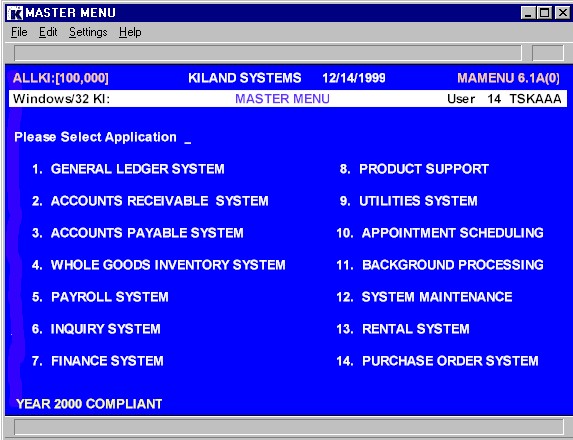 MASTER MENU
File Edit Settings Help
ALLKI:[100,000] KILAND SYSTEMS 12/14/1999 MAMENU 6.1A(0)
Windows/32 KI: MASTER MENU User 14 TSKAAA
Please Select Application _
1. GENERAL LEDGER SYSTEM 8. PRODUCT SUPPORT
2. ACCOUNTS RECEIVABLE SYSTEM 9. UTILITIES SYSTEM
3. ACCOUNTS PAYABLE SYSTEM 10. APPOINTMENT SCHEDULING
4. WHOLE GOODS INVENTORY SYSTEM 11. BACKGROUND PROCESSING
5. PAYROLL SYSTEM 12. SYSTEM MAINTENANCE
6. INQUIRY SYSTEM 13. RENTAL SYSTEM
7. FINANCE SYSTEM 14. PURCHASE ORDER SYSTEM
YEAR 2000 COMPLIANT